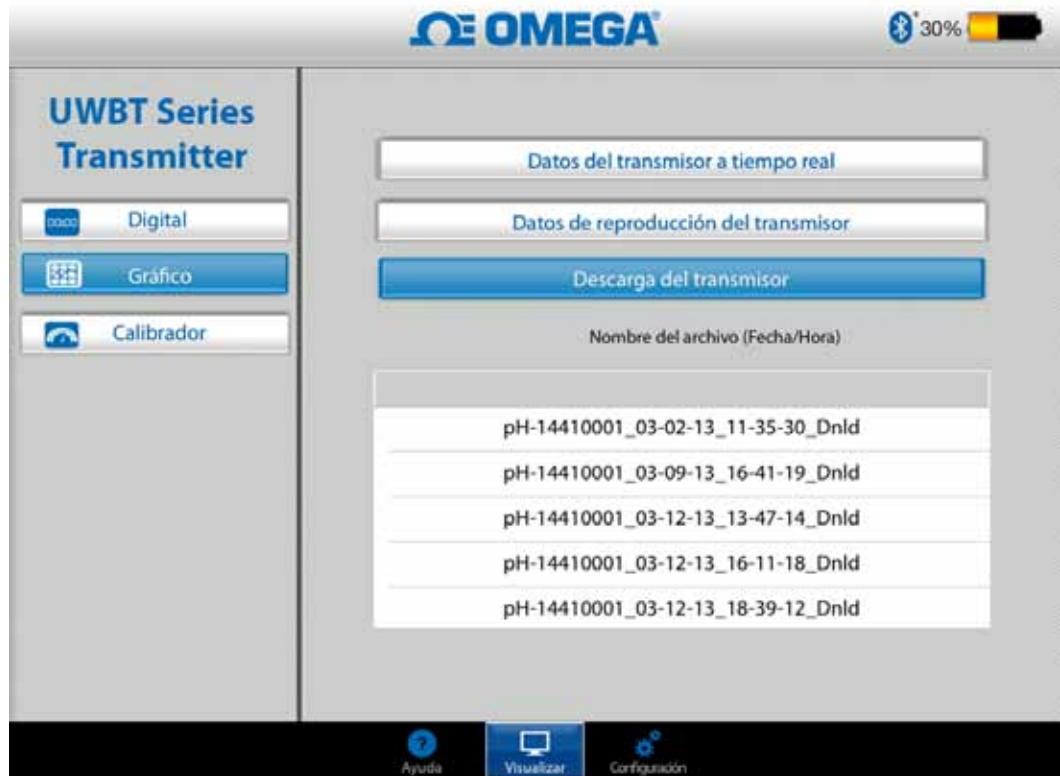 OMEGA
30%
UWBT Series
Transmitter
Digital
Gráfico
Calibrador
Datos del transmisor a tiempo real
Datos de reproducción del transmisor
Descarga del transmisor
Nombre del archivo (Fecha/Hora)
pH-14410001_03-02-13_11-35-30_Dnld
pH-14410001_03-09-13_16-41-19_Dnld
pH-14410001_03-12-13_13-47-14_Dnld
pH-14410001_03-12-13_16-11-18_Dnld
pH-14410001_03-12-13_18-39-12_Dnld
Ayuda
Visualizar
Configuración